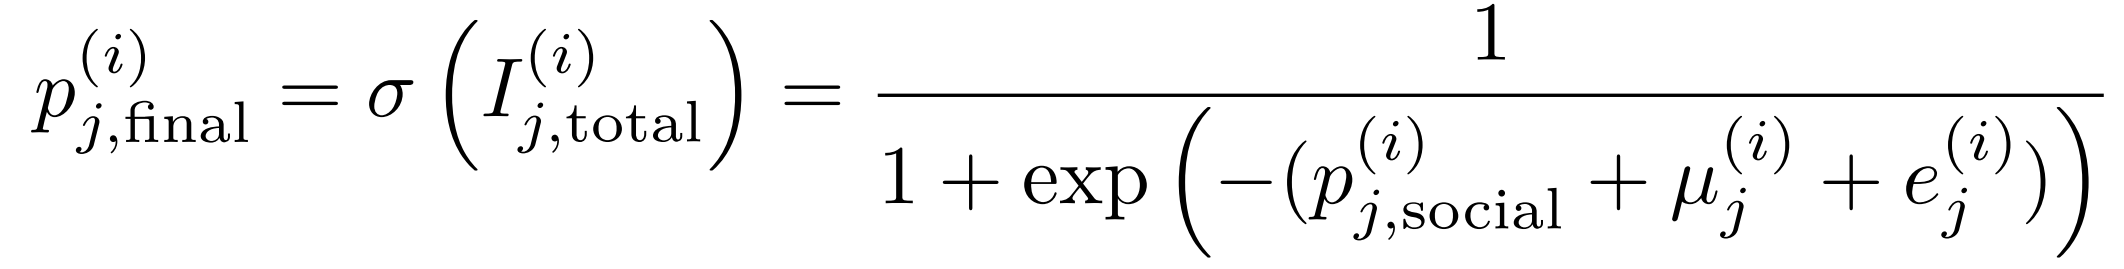 p_{j,\text{final}}^{(i)} = \sigma\left(I_{j,\text{total}}^{(i)}\right) = \frac{1}{1 + \exp\left(-(p_{j,\text{social}}^{(i)} + \mu_j^{(i)} + e_j^{(i)})\right)}